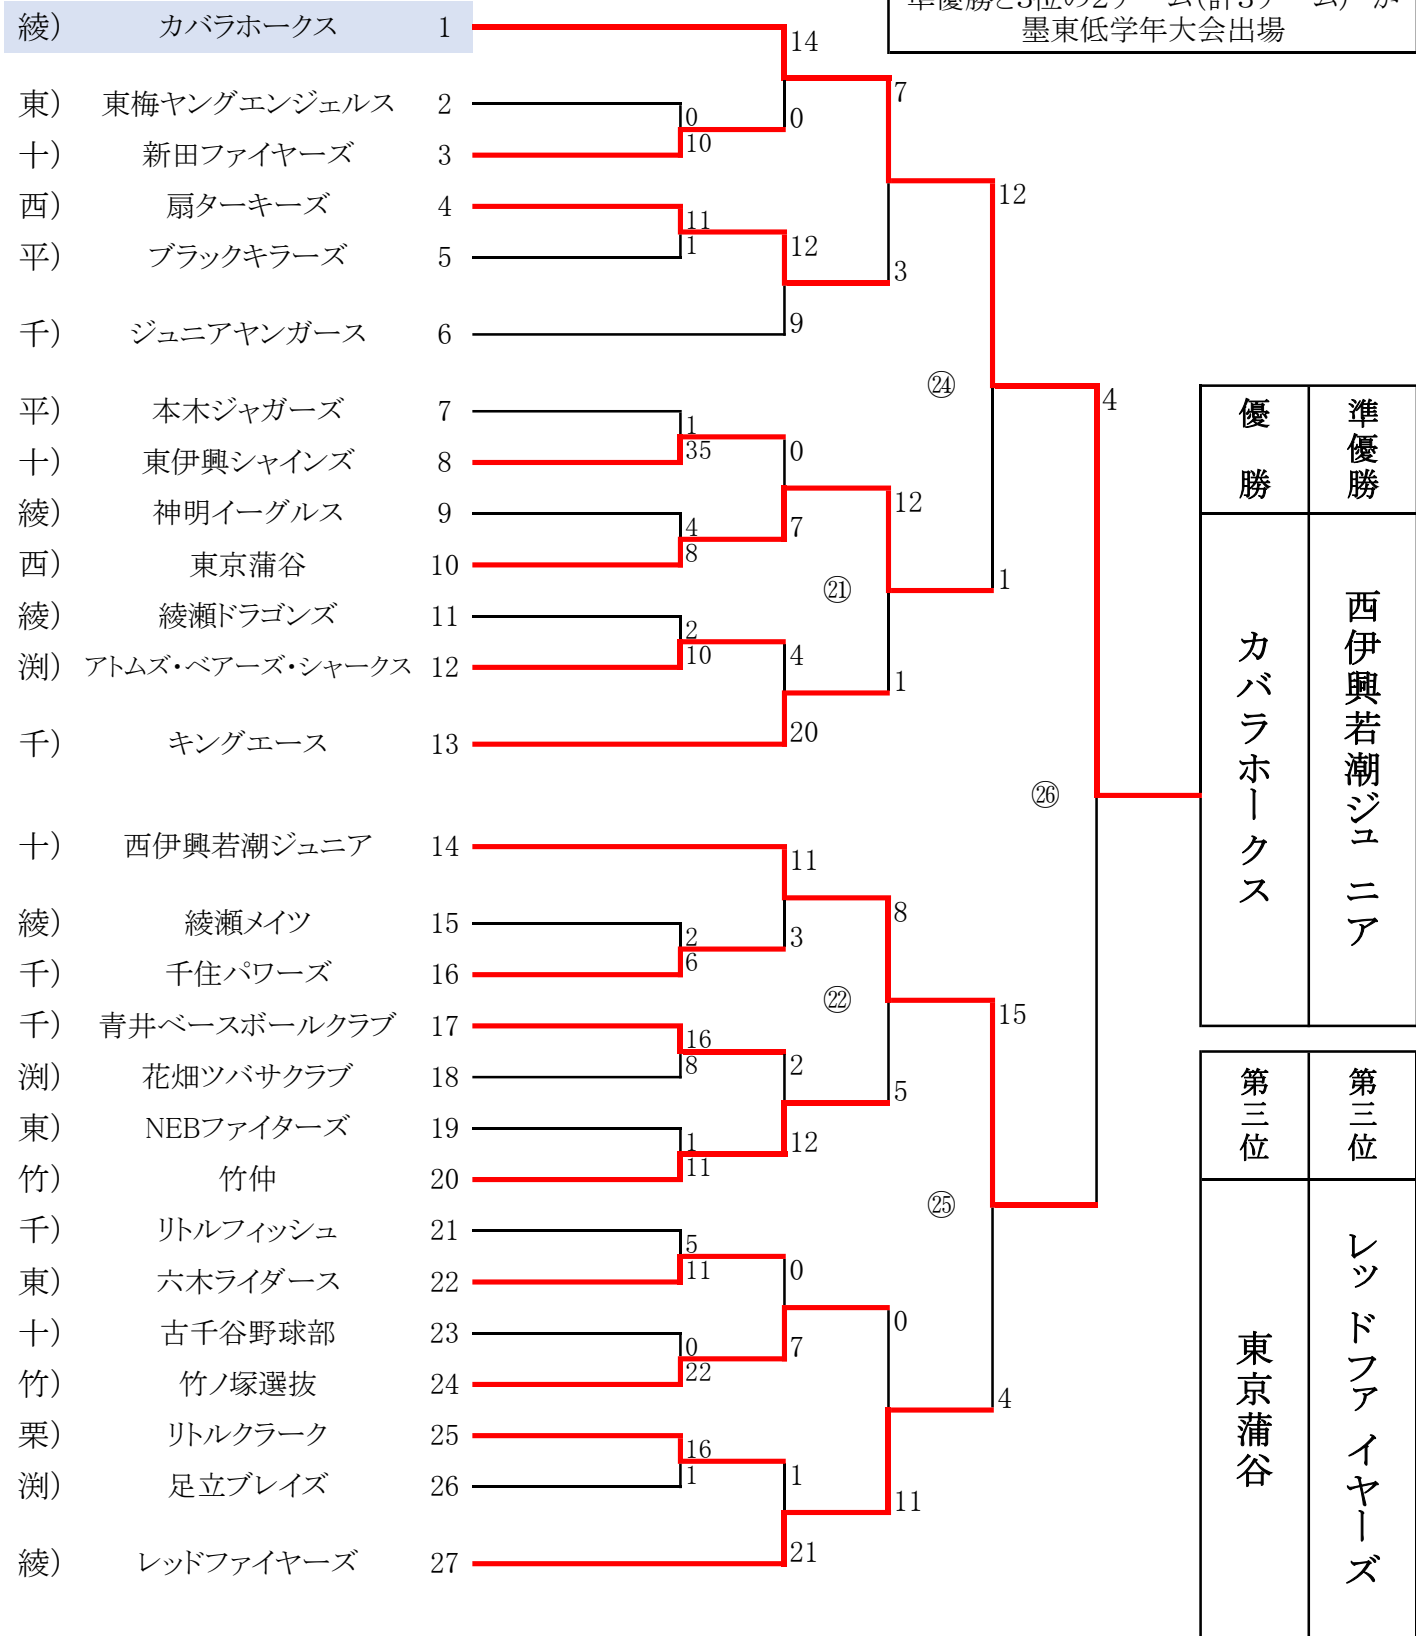 準優勝と3位の2チーム(計3チーム) が
墨東低学年大会出場
綾) カバラホークス 1
14
7
東) 東梅ヤングエンジェルス 2
0
0
十) 新田ファイヤーズ 3
10
西) 扇ターキーズ 4
12
11
平) ブラックキラーズ 5
1
12
3
千) ジュニアヤンガース 6
9
㉔
4
平) 本木ジャガーズ 7
1
十) 東伊興シャインズ 8
35
0
綾) 神明イーグルス 9
12
4
7
西) 東京蒲谷 10
8
㉑
1
綾) 綾瀬ドラゴンズ 11
2
渕) アトムズ・ベアーズ・シャークス 12
10
4
1
千) キングエース 13
20
㉖
十) 西伊興若潮ジュニア 14
11
8
綾) 綾瀬メイツ 15
2
3
千) 千住パワーズ 16
6
㉒
千) 青井ベースボールクラブ 17
15
16
渕) 花畑ツバサクラブ 18
8
2
5
東) NEBファイターズ 19
1
12
竹) 竹仲 20
11
㉕
千) リトルフィッシュ 21
5
東) 六木ライダース 22
11
0
十) 古千谷野球部 23
0
0
7
竹) 竹ノ塚選抜 24
22
4
栗) リトルクラーク 25
16
渕) 足立ブレイズ 26
1
1
11
綾) レッドファイヤーズ 27
21
優勝
カバラホークス
準優勝
西伊興若潮ジュニア
第三位
東京蒲谷
第三位
レッドファイヤーズ